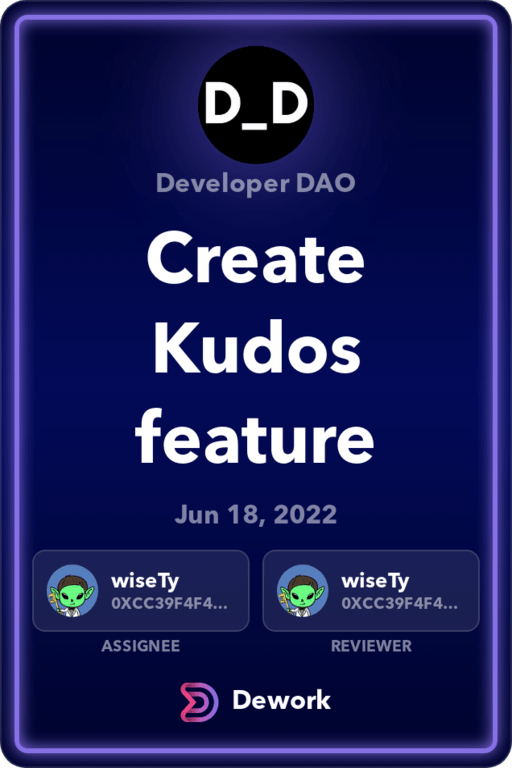 D_D
Developer DAO
Create
Kudos
feature
Jun 18, 2022
wiseTy
0XCC39F4F4...
ASSIGNEE
wiseTy
0XCC39F4F4...
REVIEWER
Dework